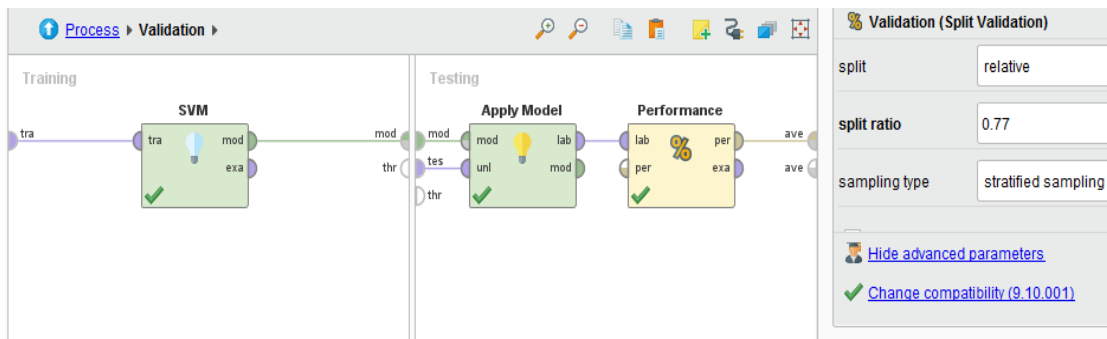 Process ▸ Validation ▸
Training
SVM
tra
tra
mod
exa
mod
thr
Testing
Apply Model
mod
tes
thr
mod
unl
lab
mod
Performance
lab
per
per
exa
ave
ave
Validation (Split Validation)
split
relative
split ratio
0.77
sampling type
stratified sampling
Hide advanced parameters
Change compatibility (9.10.001)